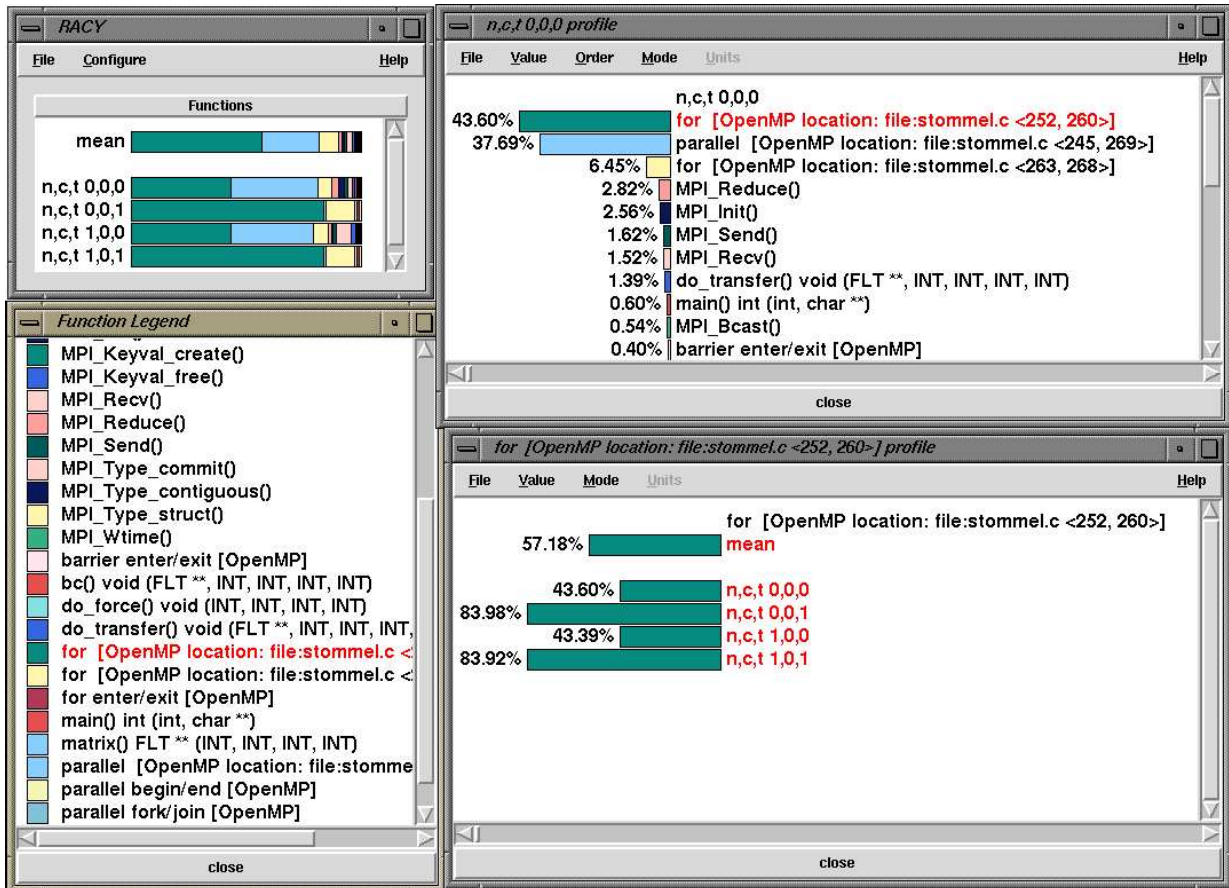 RACY
File Configure Help
Functions
mean
n,c,t 0,0,0
n,c,t 0,0,1
n,c,t 1,0,0
n,c,t 1,0,1
n,c,t 0,0,0 profile
File Value Order Mode Units
n,c,t 0,0,0
43.60% for [OpenMP location: file:stommel.c <252, 260>]
37.69% parallel [OpenMP location: file:stommel.c <245, 269>]
6.45% for [OpenMP location: file:stommel.c <263, 268>]
2.82% MPI_Reduce()
2.56% MPI_Init()
1.62% MPI_Send()
1.52% MPI_Recv()
1.39% do_transfer() void (FLT **, INT, INT, INT, INT)
0.60% main() int (int, char **)
0.54% MPI_Bcast()
0.40% barrier enter/exit [OpenMP]
close
Function Legend
MPI_Keyval_create()
MPI_Keyval_free()
MPI_Recv()
MPI_Reduce()
MPI_Send()
MPI_Type_commit()
MPI_Type_contiguous()
MPI_Type_struct()
MPI_Wtime()
barrier enter/exit [OpenMP]
bc() void (FLT **, INT, INT, INT, INT)
do_force() void (INT, INT, INT, INT)
do_transfer() void (FLT **, INT, INT, INT,
for [OpenMP location: file:stommel.c <
for [OpenMP location: file:stommel.c <
for enter/exit [OpenMP]
main() int (int, char **)
matrix() FLT ** (INT, INT, INT, INT)
parallel [OpenMP location: file:stomme
parallel begin/end [OpenMP]
parallel fork/join [OpenMP]
close
for [OpenMP location: file:stommel.c <252, 260>] profile
File Value Mode Units Help
for [OpenMP location: file:stommel.c <252, 260>]
57.18% mean
43.60% n,c,t 0,0,0
83.98% n,c,t 0,0,1
43.39% n,c,t 1,0,0
83.92% n,c,t 1,0,1
close